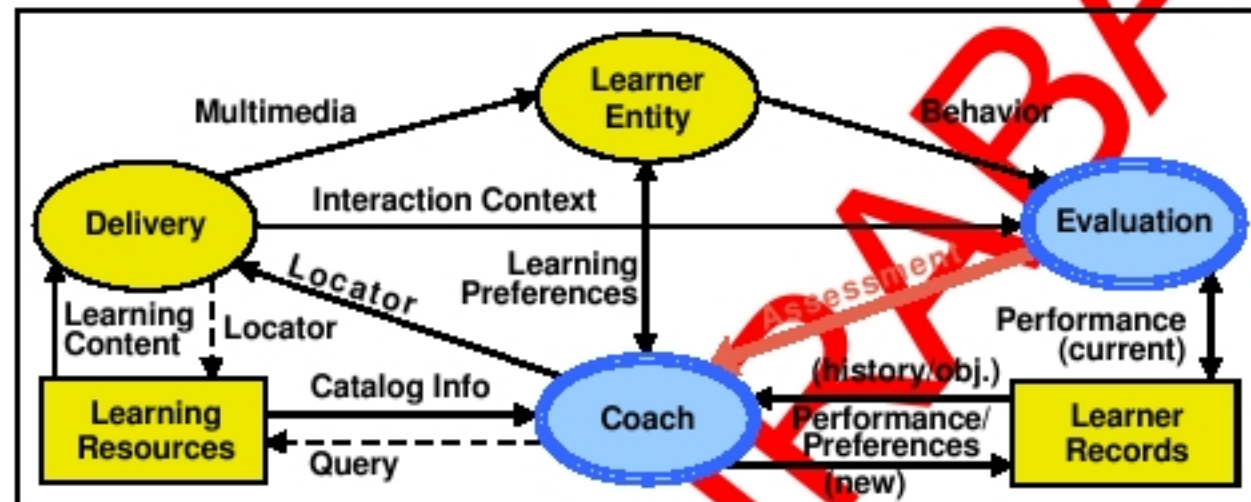 Learner
Entity
Multimedia
Behavior
Delivery
Interaction Context
Evaluation
Locator
Learning
Preferences
Assessment
Learning
Content
Locator
Performance
(current)
Catalog Info
(history/obj.)
Learning
Resources
Coach
Performance/
Preferences
Learner
Records
Query
(new)